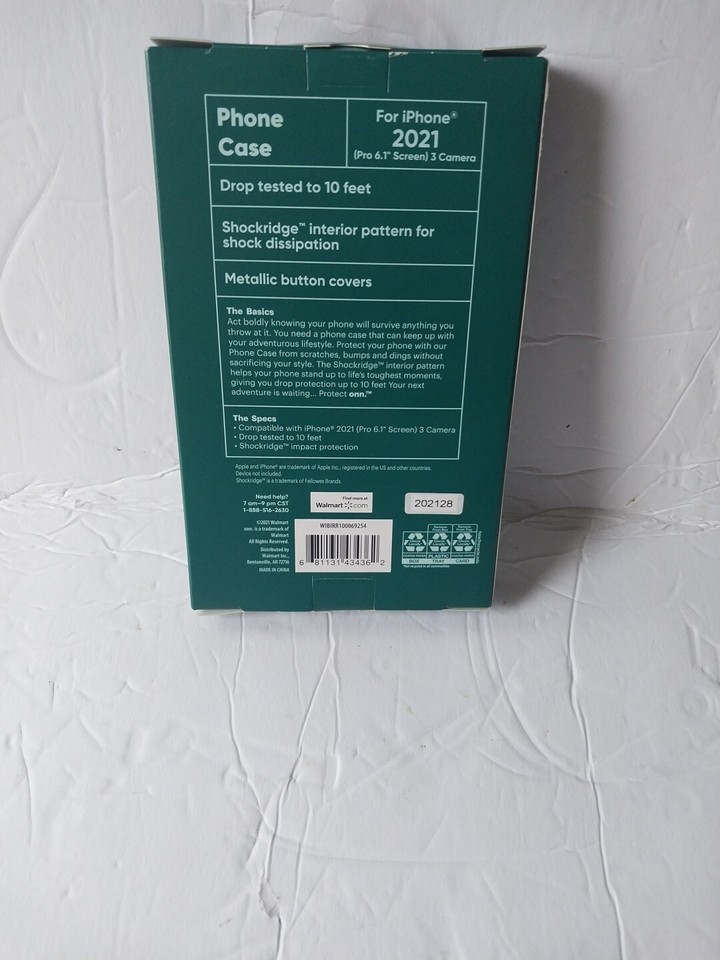 Phone
Case
For iPhone®
2021
(Pro 6.1" Screen) 3 Camera
Drop tested to 10 feet
Shockridge™ interior pattern for
shock dissipation
Metallic button covers
The Basics
Act boldly knowing your phone will survive anything you
throw at it. You need a phone case that can keep up with
your adventurous lifestyle. Protect your phone with our
Phone Case from scratches, bumps and dings without
sacrificing your style. The Shockridge™ interior pattern
helps your phone stand up to life's toughest moments,
giving you drop protection up to 10 feet Your next
adventure is waiting... Protect onn.™
The Specs
• Compatible with iPhone® 2021 (Pro 6.1" Screen) 3 Camera
• Drop tested to 10 feet
• Shockridge™ impact protection
Apple and iPhone® are trademark of Apple Inc., registered in the US and other countries.
Device not included.
Shockridge™ is a trademark of Fellowes Brands.
Need help?
7 am–9 pm CST
1-888-516-2630
Find more at
Walmart.com
202128
©2021 Walmart
onn. is a trademark of
Walmart
All Rights Reserved.
Distributed by
Walmart Inc.,
Bentonville, AR 72716
MADE IN CHINA
WIBIRR100069254
6 81131 43436 2
PLASTIC
BOX
TRAY
CARD
*Not recycled in all communities